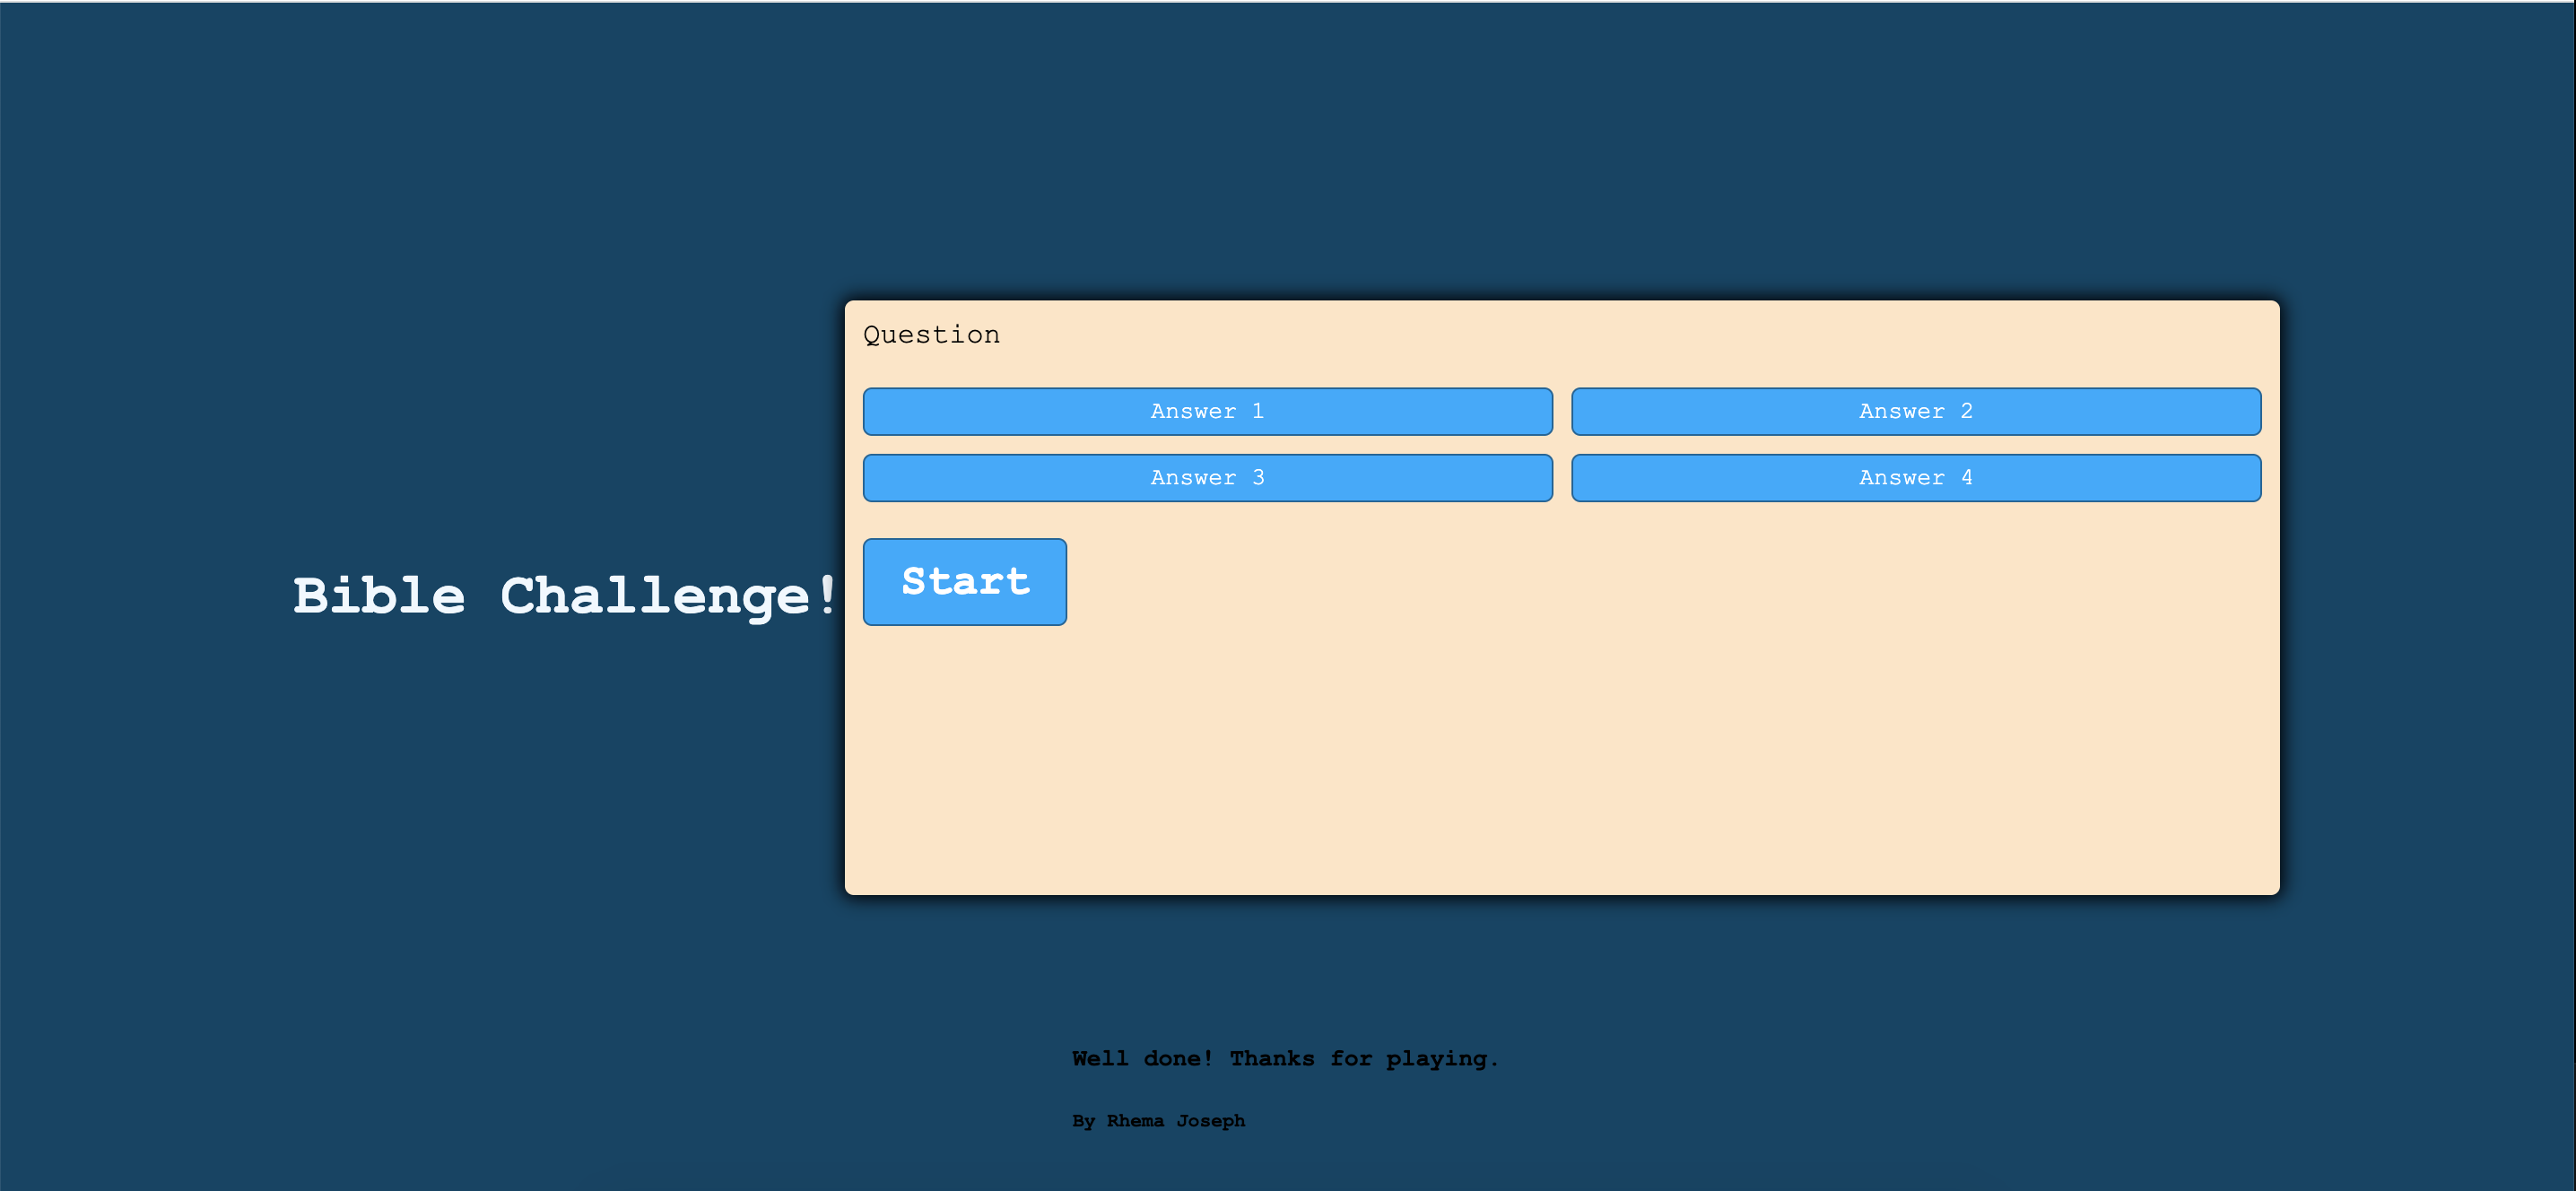 Bible Challenge!
Question
Answer 1
Answer 2
Answer 3
Answer 4
Start
Well done! Thanks for playing.
By Rhema Joseph